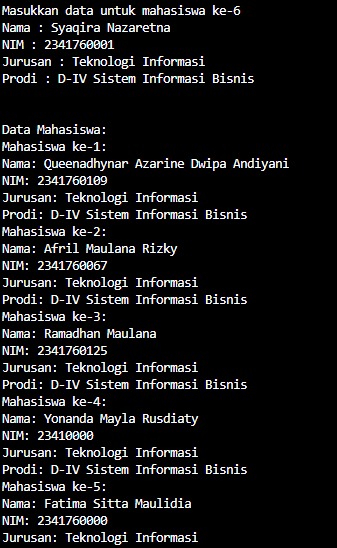 Masukkan data untuk mahasiswa ke-6
Nama : Syaqira Nazaretna
NIM : 2341760001
Jurusan : Teknologi Informasi
Prodi : D-IV Sistem Informasi Bisnis
Data Mahasiswa:
Mahasiswa ke-1:
Nama: Queenadhynar Azarine Dwipa Andiyani
NIM: 2341760109
Jurusan: Teknologi Informasi
Prodi: D-IV Sistem Informasi Bisnis
Mahasiswa ke-2:
Nama: Afril Maulana Rizky
NIM: 2341760067
Jurusan: Teknologi Informasi
Prodi: D-IV Sistem Informasi Bisnis
Mahasiswa ke-3:
Nama: Ramadhan Maulana
NIM: 2341760125
Jurusan: Teknologi Informasi
Prodi: D-IV Sistem Informasi Bisnis
Mahasiswa ke-4:
Nama: Yonanda Mayla Rusdiaty
NIM: 23410000
Jurusan: Teknologi Informasi
Prodi: D-IV Sistem Informasi Bisnis
Mahasiswa ke-5:
Nama: Fatima Sitta Maulidia
NIM: 2341760000
Jurusan: Teknologi Informasi